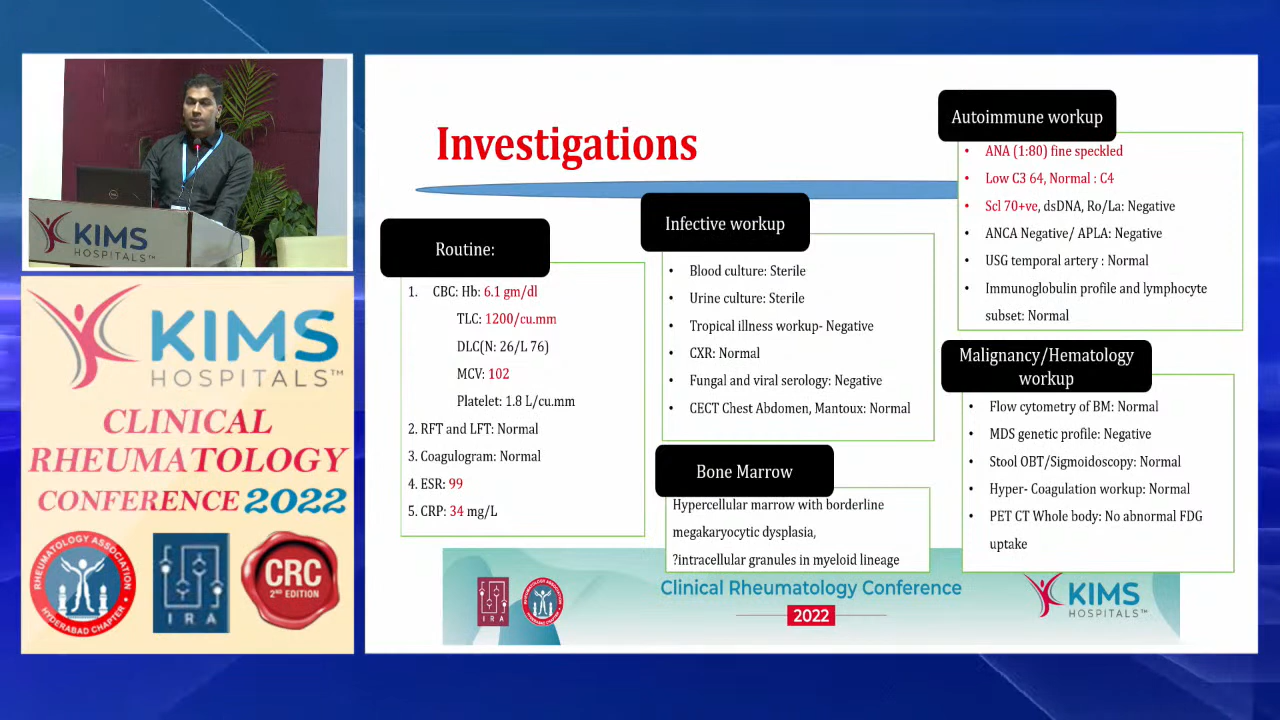 KIMS
HOSPITALS
KIMS
HOSPITALS™
CLINICAL
RHEUMATOLOGY
CONFERENCE 2022
RHEUMATOLOGY ASSOCIATION
HYDERABAD CHAPTER
IRA
CRC
2ND EDITION
Investigations
Routine:
1. CBC: Hb: 6.1 gm/dl
TLC: 1200/cu.mm
DLC(N: 26/L 76)
MCV: 102
Platelet: 1.8 L/cu.mm
2. RFT and LFT: Normal
3. Coagulogram: Normal
4. ESR: 99
5. CRP: 34 mg/L
Infective workup
• Blood culture: Sterile
• Urine culture: Sterile
• Tropical illness workup- Negative
• CXR: Normal
• Fungal and viral serology: Negative
• CECT Chest Abdomen, Mantoux: Normal
Bone Marrow
Hypercellular marrow with borderline
megakaryocytic dysplasia,
?intracellular granules in myeloid lineage
Autoimmune workup
• ANA (1:80) fine speckled
• Low C3 64, Normal : C4
• Scl 70+ve, dsDNA, Ro/La: Negative
• ANCA Negative/ APLA: Negative
• USG temporal artery : Normal
• Immunoglobulin profile and lymphocyte
subset: Normal
Malignancy/Hematology
workup
• Flow cytometry of BM: Normal
• MDS genetic profile: Negative
• Stool OBT/Sigmoidoscopy: Normal
• Hyper- Coagulation workup: Normal
• PET CT Whole body: No abnormal FDG
uptake
IRA
Clinical Rheumatology Conference
2022
KIMS
HOSPITALS™